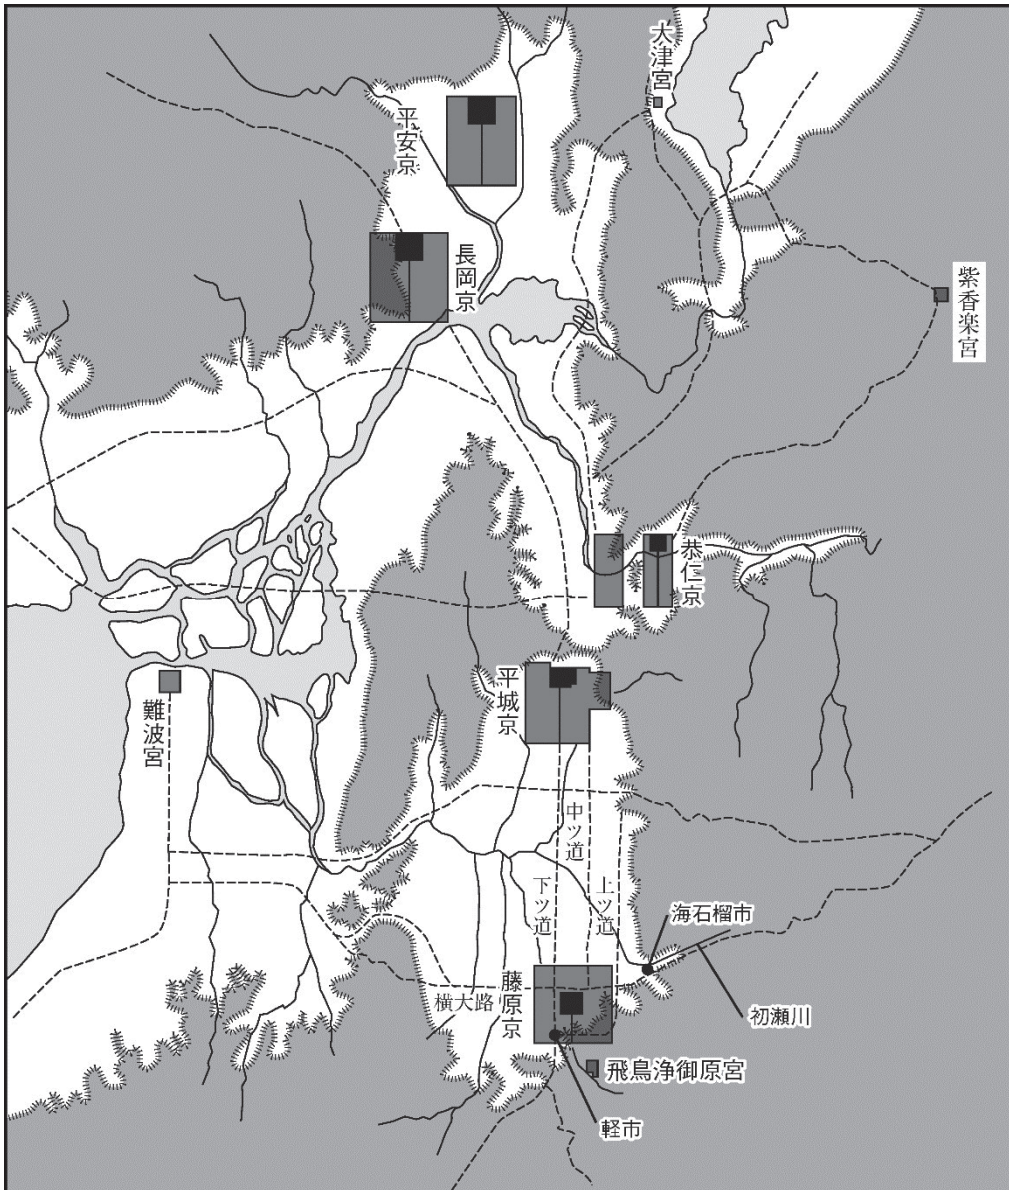 大津宮
平安京
長岡京
紫香楽宮
恭仁京
平城京
難波宮
中ツ道
下ツ道
上ツ道
海石榴市
藤原京
横大路
初瀬川
飛鳥浄御原宮
軽市